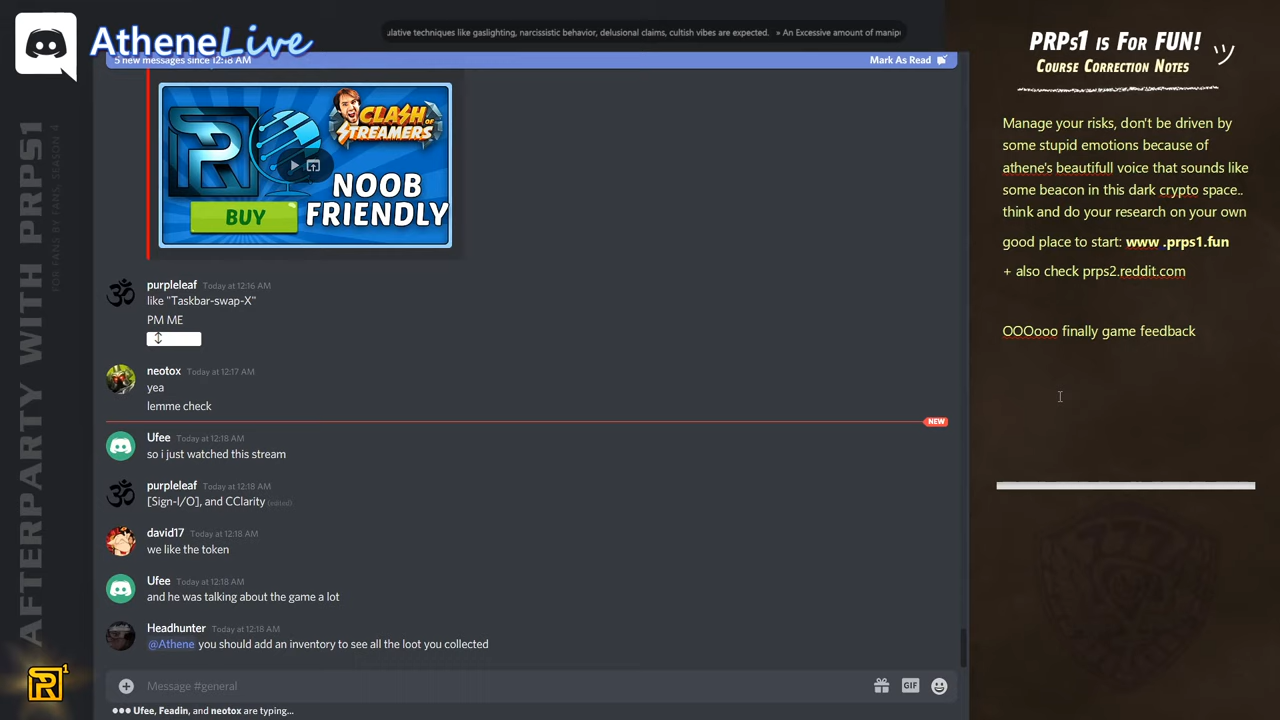 AtheneLive
ulative techniques like gaslighting, narcissistic behavior, delusional claims, cultish vibes are expected. » An Excessive amount of manip
5 new messages since 12:18 AM
Mark As Read
CLASH
OF
STREAMERS
NOOB
FRIENDLY
BUY
purpleleaf Today at 12:16 AM
like "Taskbar-swap-X"
PM ME
neotox Today at 12:17 AM
yea
lemme check
NEW
Ufee Today at 12:18 AM
so i just watched this stream
purpleleaf Today at 12:18 AM
[Sign-I/O], and CClarity (edited)
david17 Today at 12:18 AM
we like the token
Ufee Today at 12:18 AM
and he was talking about the game a lot
Headhunter Today at 12:18 AM
@Athene you should add an inventory to see all the loot you collected
Message #general
GIF
Ufee, Feadin, and neotox are typing...
AFTERPARTY WITH PRPS1
FOR FANS BY FANS, SEASON 4
1
PRPs1 is For FUN!
Course Correction Notes
ツ
Manage your risks, don't be driven by
some stupid emotions because of
athene's beautifull voice that sounds like
some beacon in this dark crypto space..
think and do your research on your own
good place to start: www .prps1.fun
+ also check prps2.reddit.com
OOOooo finally game feedback